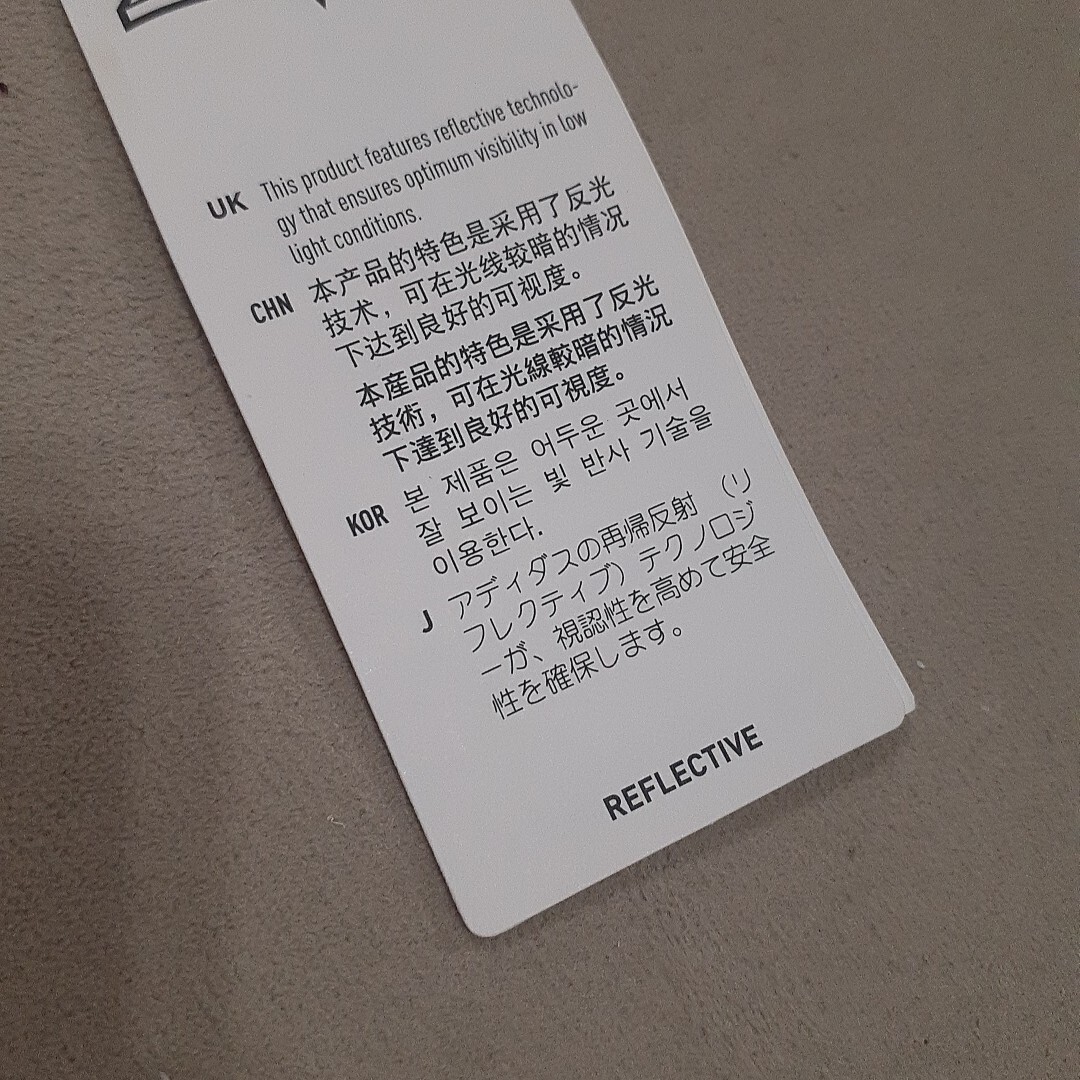 UK This product features reflective technolo-
gy that ensures optimum visibility in low
light conditions.
CHN 本产品的特色是采用了反光
技术，可在光线较暗的情况
下达到良好的可视度。
本産品的特色是采用了反光
技術，可在光線較暗的情況
下達到良好的可視度。
KOR 본 제품은 어두운 곳에서
잘 보이는 빛 반사 기술을
이용한다.
J アディダスの再帰反射（リ
フレクティブ）テクノロジ
ーが、視認性を高めて安全
性を確保します。
REFLECTIVE